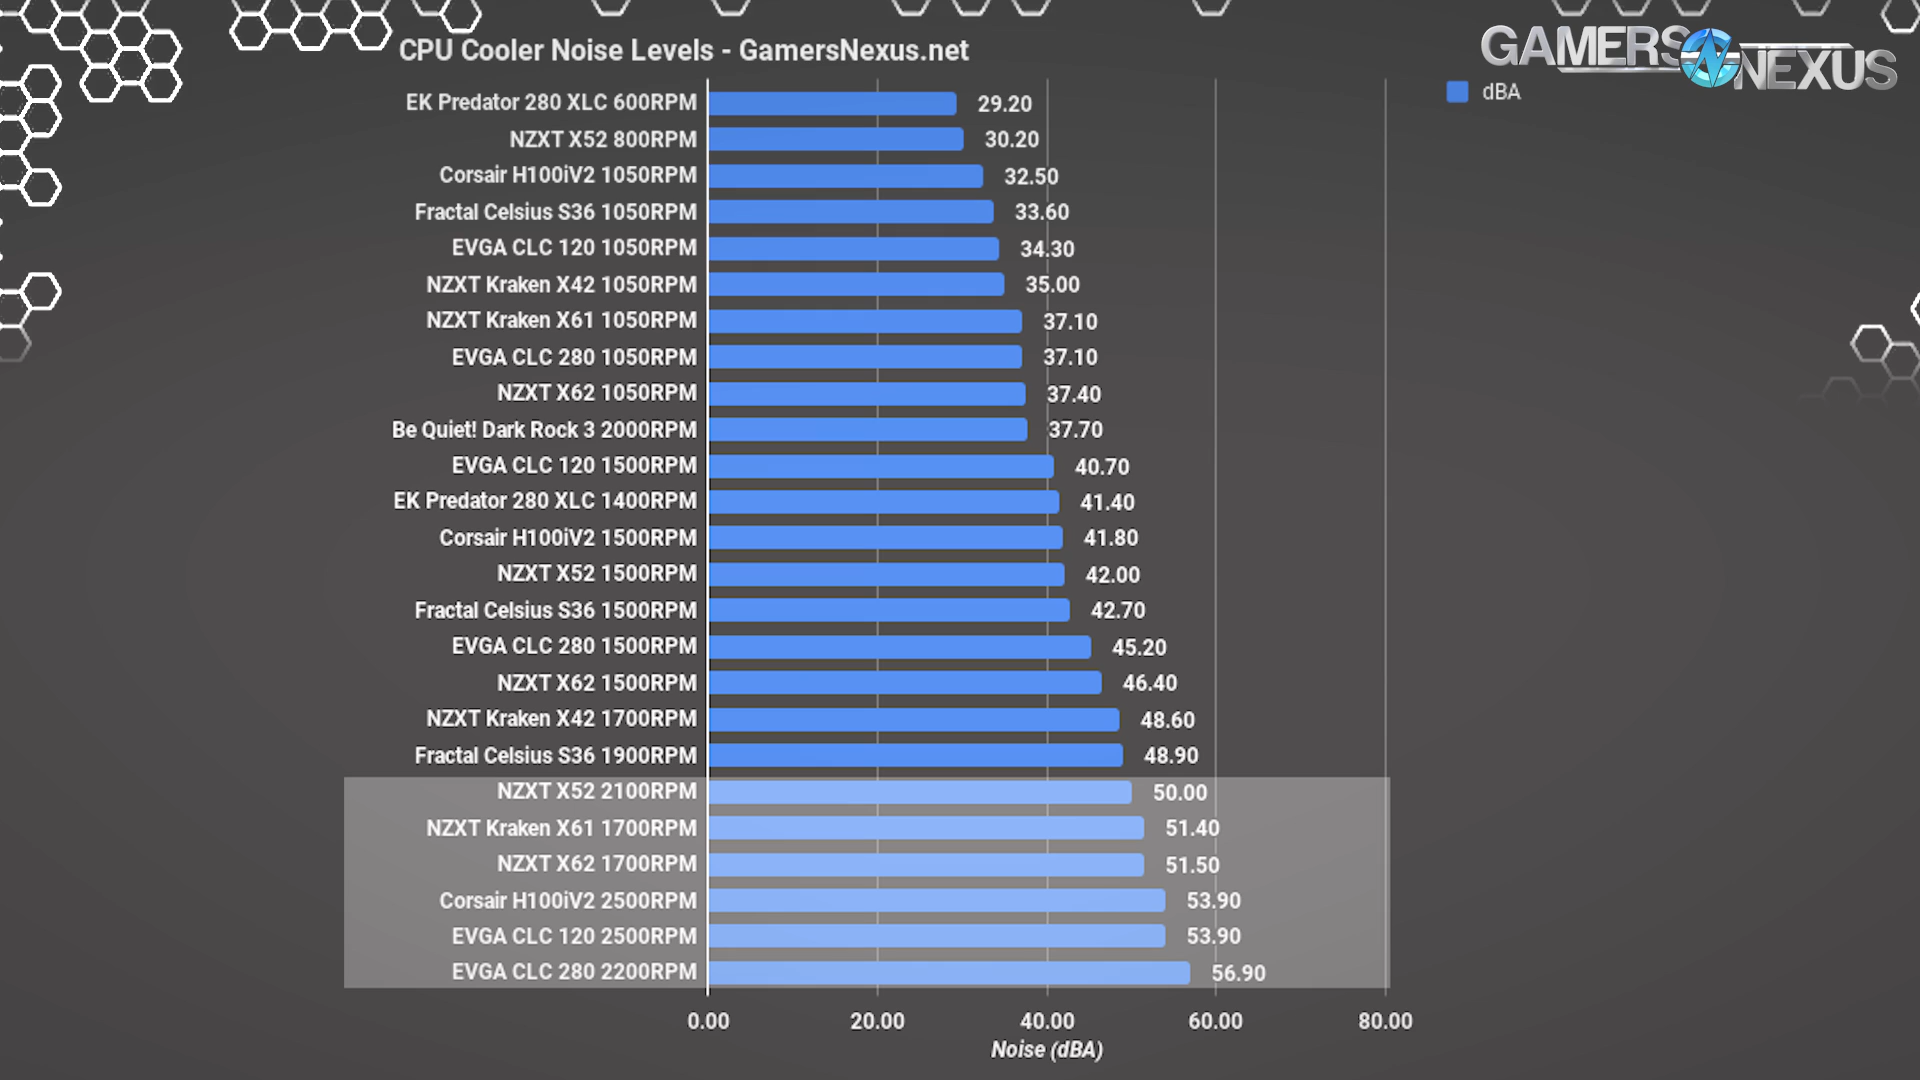 GAMERS NEXUS
CPU Cooler Noise Levels - GamersNexus.net
dBA
EK Predator 280 XLC 600RPM 29.20
NZXT X52 800RPM 30.20
Corsair H100iV2 1050RPM 32.50
Fractal Celsius S36 1050RPM 33.60
EVGA CLC 120 1050RPM 34.30
NZXT Kraken X42 1050RPM 35.00
NZXT Kraken X61 1050RPM 37.10
EVGA CLC 280 1050RPM 37.10
NZXT X62 1050RPM 37.40
Be Quiet! Dark Rock 3 2000RPM 37.70
EVGA CLC 120 1500RPM 40.70
EK Predator 280 XLC 1400RPM 41.40
Corsair H100iV2 1500RPM 41.80
NZXT X52 1500RPM 42.00
Fractal Celsius S36 1500RPM 42.70
EVGA CLC 280 1500RPM 45.20
NZXT X62 1500RPM 46.40
NZXT Kraken X42 1700RPM 48.60
Fractal Celsius S36 1900RPM 48.90
NZXT X52 2100RPM 50.00
NZXT Kraken X61 1700RPM 51.40
NZXT X62 1700RPM 51.50
Corsair H100iV2 2500RPM 53.90
EVGA CLC 120 2500RPM 53.90
EVGA CLC 280 2200RPM 56.90
0.00 20.00 40.00 60.00 80.00
Noise (dBA)